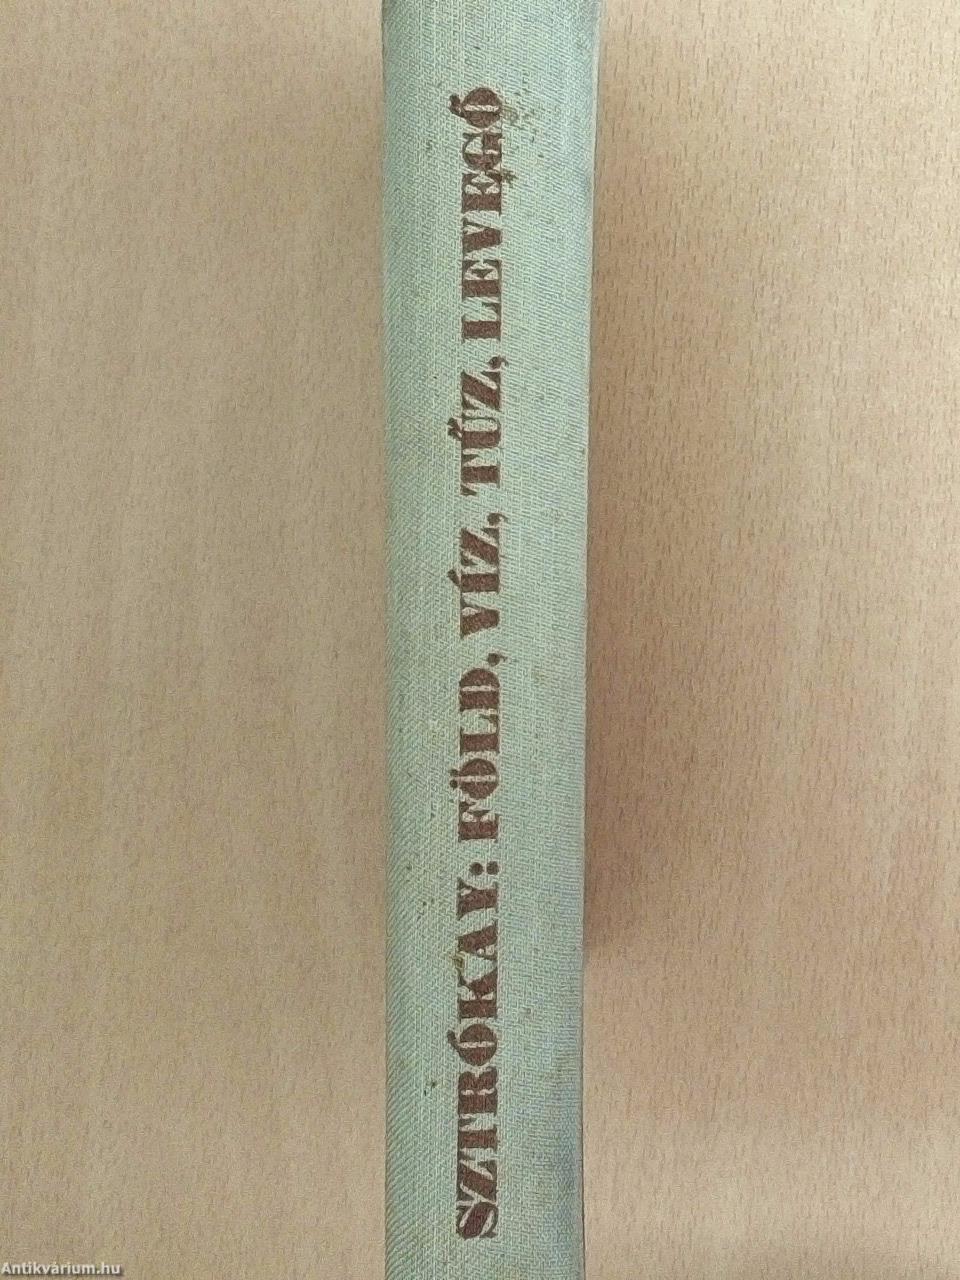 SZTRÓKAY: FÖLD, VÍZ, TŰZ, LEVEGŐ
Antikvárium.hu